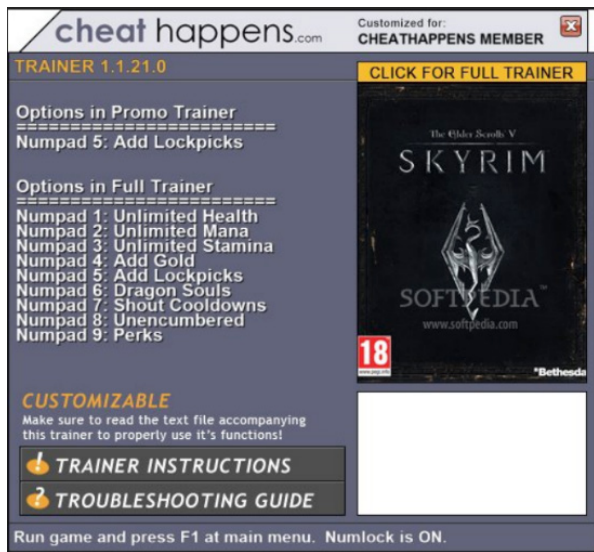 cheat happens.com
Customized for:
CHEATHAPPENS MEMBER
TRAINER 1.1.21.0
CLICK FOR FULL TRAINER
Options in Promo Trainer
========================
Numpad 5: Add Lockpicks
Options in Full Trainer
========================
Numpad 1: Unlimited Health
Numpad 2: Unlimited Mana
Numpad 3: Unlimited Stamina
Numpad 4: Add Gold
Numpad 5: Add Lockpicks
Numpad 6: Dragon Souls
Numpad 7: Shout Cooldowns
Numpad 8: Unencumbered
Numpad 9: Perks
The Elder Scrolls V
SKYRIM
SOFTPEDIA™
www.softpedia.com
18
www.pegi.info
Bethesda
CUSTOMIZABLE
Make sure to read the text file accompanying
this trainer to properly use it's functions!
! TRAINER INSTRUCTIONS
? TROUBLESHOOTING GUIDE
Run game and press F1 at main menu. Numlock is ON.